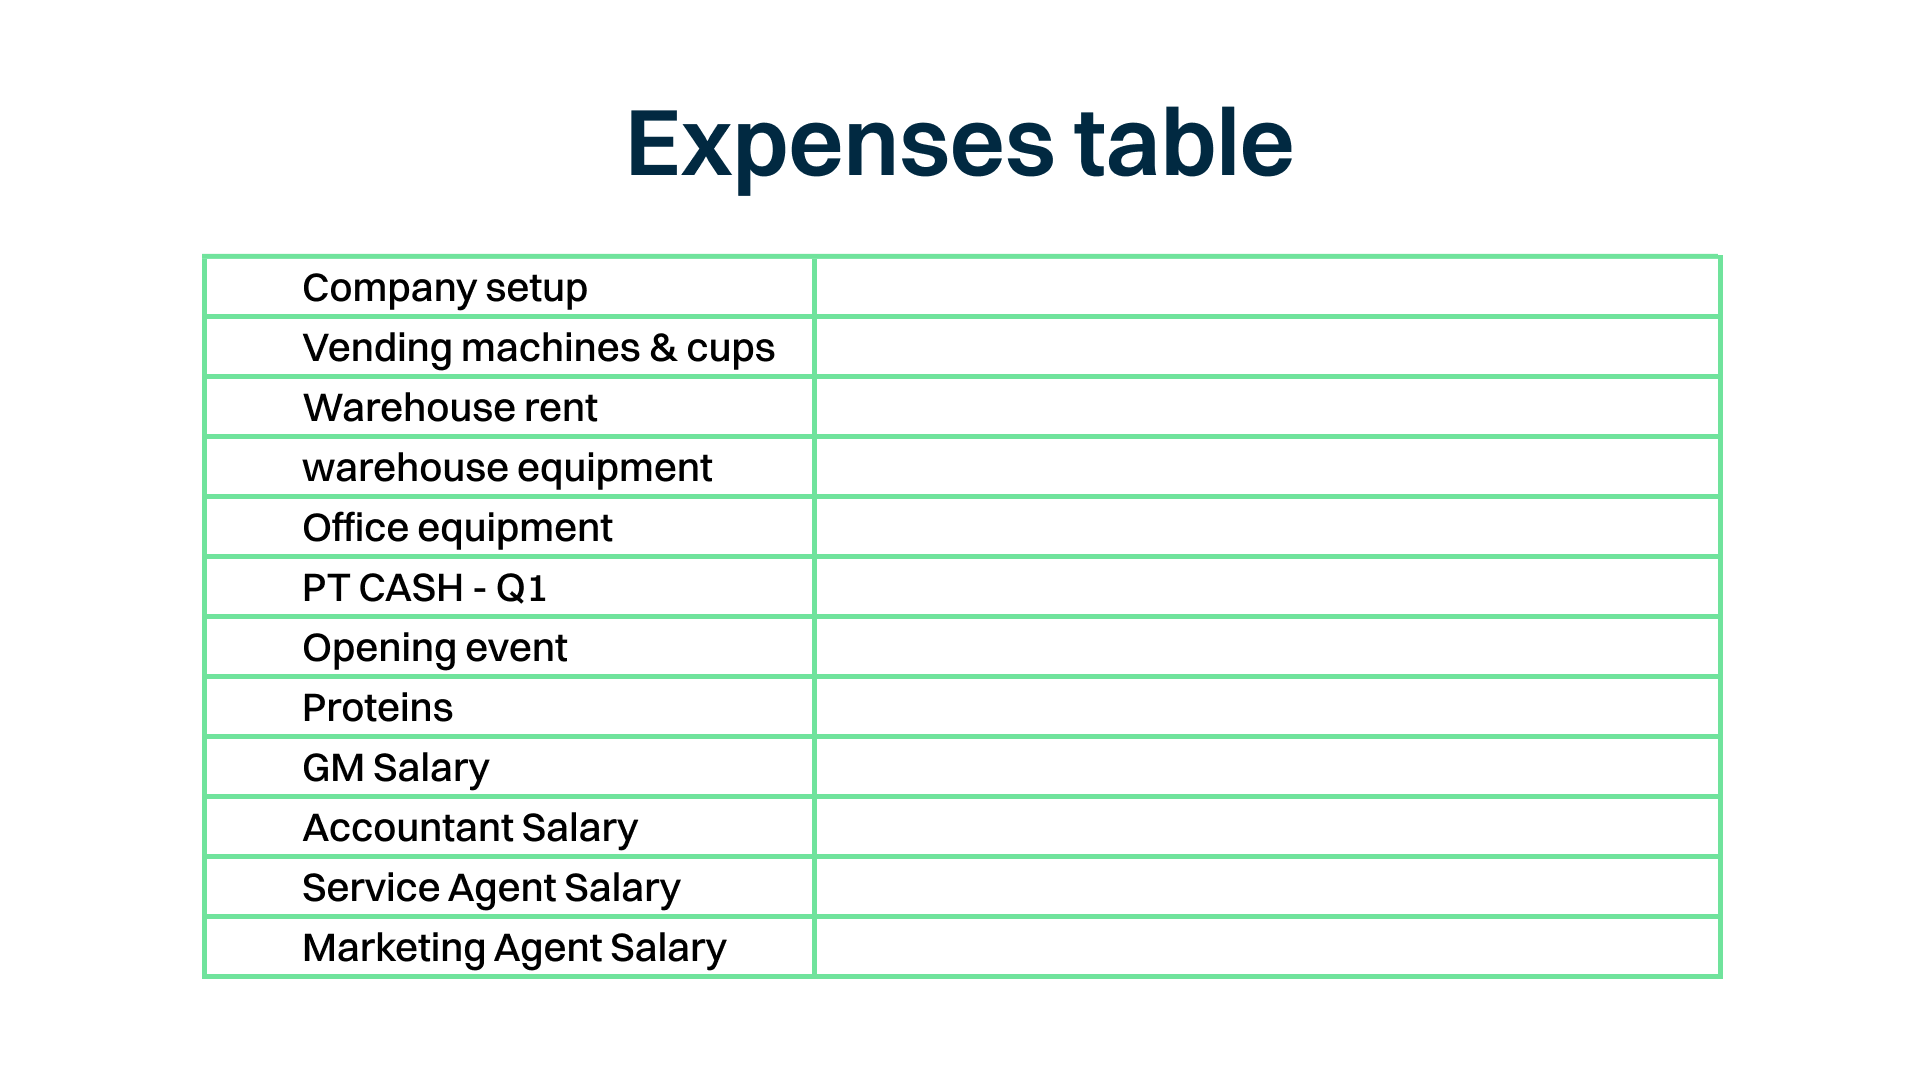 Expenses table
Company setup
Vending machines & cups
Warehouse rent
warehouse equipment
Office equipment
PT CASH - Q1
Opening event
Proteins
GM Salary
Accountant Salary
Service Agent Salary
Marketing Agent Salary